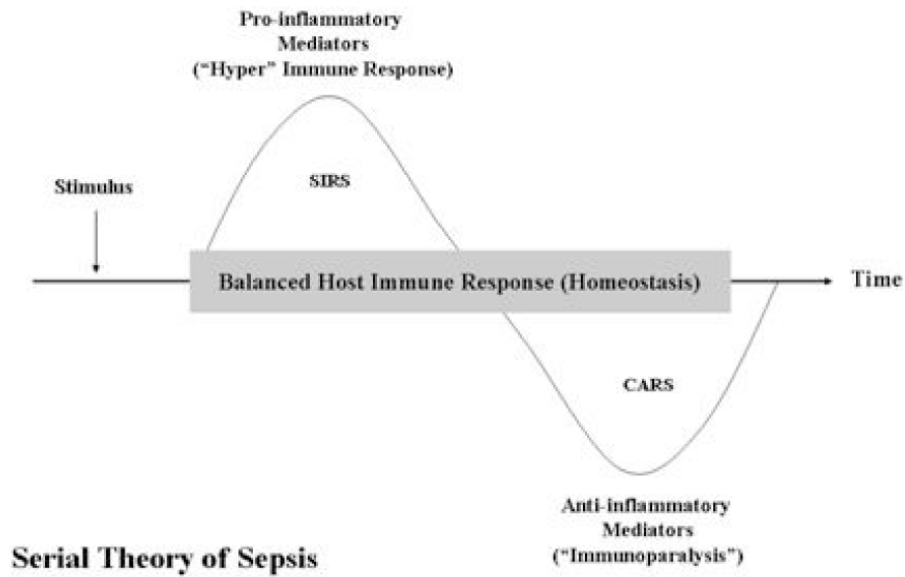 Pro-inflammatory
Mediators
("Hyper" Immune Response)
SIRS
Stimulus
Balanced Host Immune Response (Homeostasis)
Time
CARS
Anti-inflammatory
Mediators
("Immunoparalysis")
Serial Theory of Sepsis